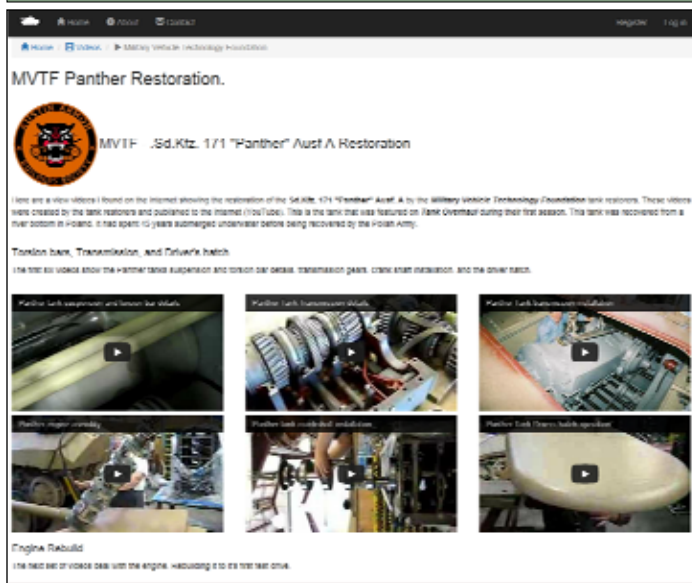 Home About Contact Register Log in
Home / Videos / Military Vehicle Technology Foundation
MVTF Panther Restoration.
AUSTIN ARMOR
BUILDERS SOCIETY
MVTF .Sd.Kfz. 171 "Panther" Ausf A Restoration
Here are a view videos I found on the internet showing the restoration of the Sd.Kfz. 171 "Panther" Ausf. A by the Military Vehicle Technology Foundation tank restorers. These videos
were created by the tank restorers and published to the internet (YouTube). This is the tank that was featured on Tank Overhaul during their first season. This tank was recovered from a
river bottom in Poland. It had spent 45 years submerged underwater before being recovered by the Polish Army.
Torsion bars, Transmission, and Driver's hatch
The first six videos show the Panther tanks suspension and torsion bar details, transmission gears, crank shaft installation, and the driver hatch.
Panther tank suspension and torsion bar details
Panther Tank Transmission details
Panther Tank transmission installation
Panther engine assembly
Panther tank crankshaft installation
Panther Tank Drivers hatch operation
Engine Rebuild
The next set of videos deal with the engine. Rebuilding it to it's first test drive.